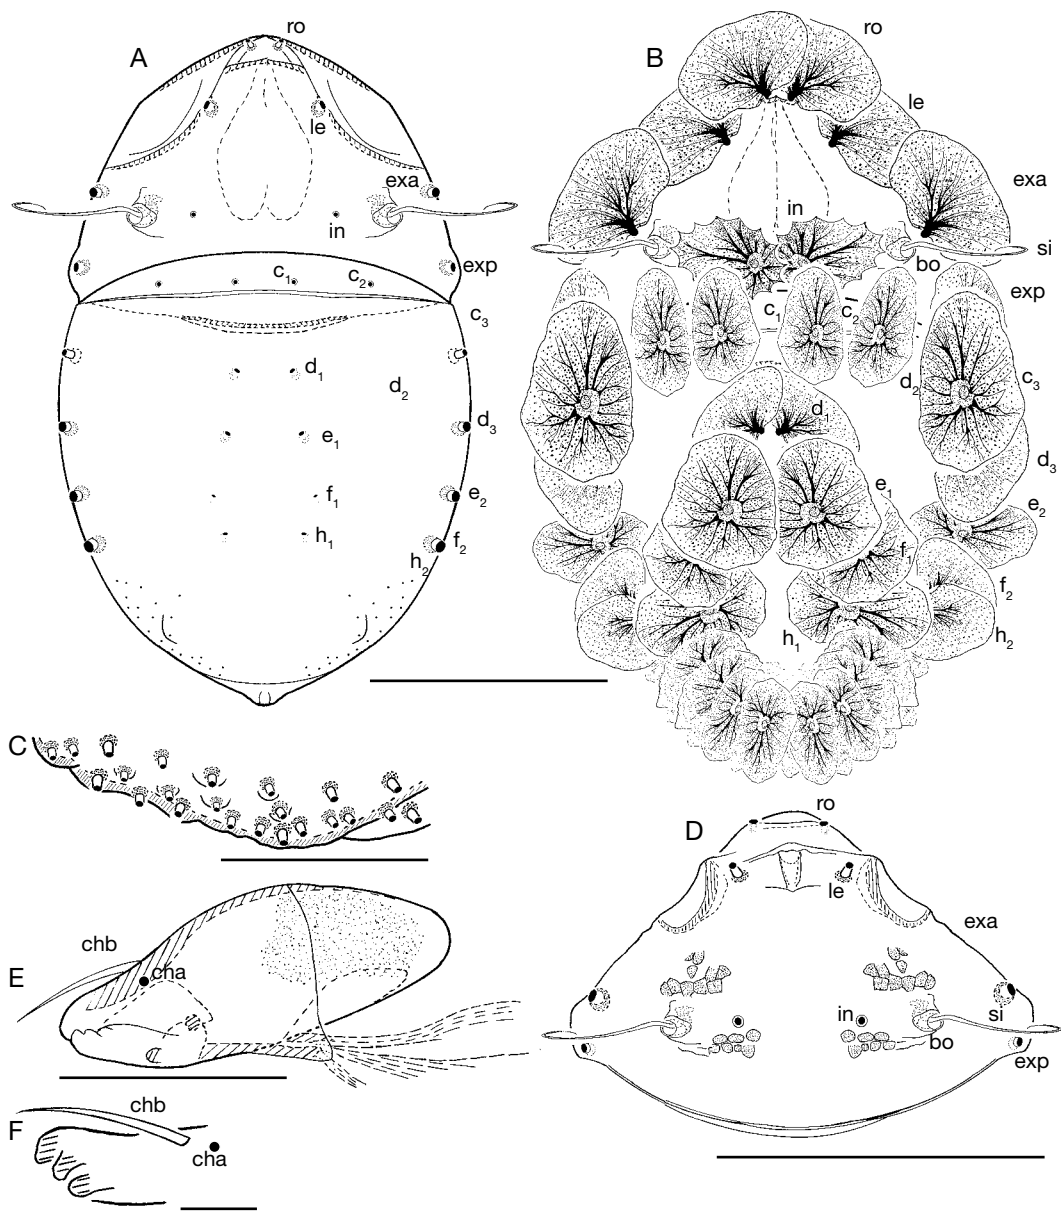 A
ro
le
exa
in
exp
c1
c2
c3
d1
d2
d3
e1
e2
f1
f2
h1
h2
B
ro
le
exa
in
si
bo
exp
c1
c2
c3
d2
d1
d3
e1
e2
f1
f2
h1
h2
C
D
ro
le
exa
si
in
bo
exp
E
chb
cha
F
chb
cha